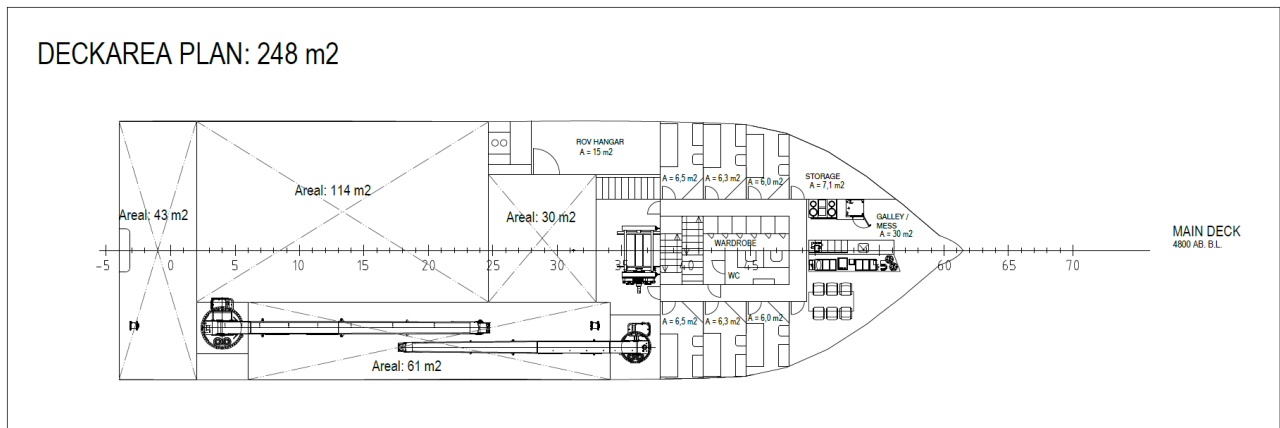 DECKAREA PLAN: 248 m2
ROV HANGAR
A = 15 m2
A = 6,5 m2
A = 6,3 m2
A = 6,0 m2
STORAGE
A = 7,1 m2
Areal: 114 m2
Areal: 43 m2
Areal: 30 m2
GALLEY /
MESS
A = 30 m2
WARDROBE
MAIN DECK
4800 AB. B.L.
-5 0 5 10 15 20 25 30 35 40 45 50 55 60 65 70
WC
A = 6,5 m2
A = 6,3 m2
A = 6,0 m2
Areal: 61 m2